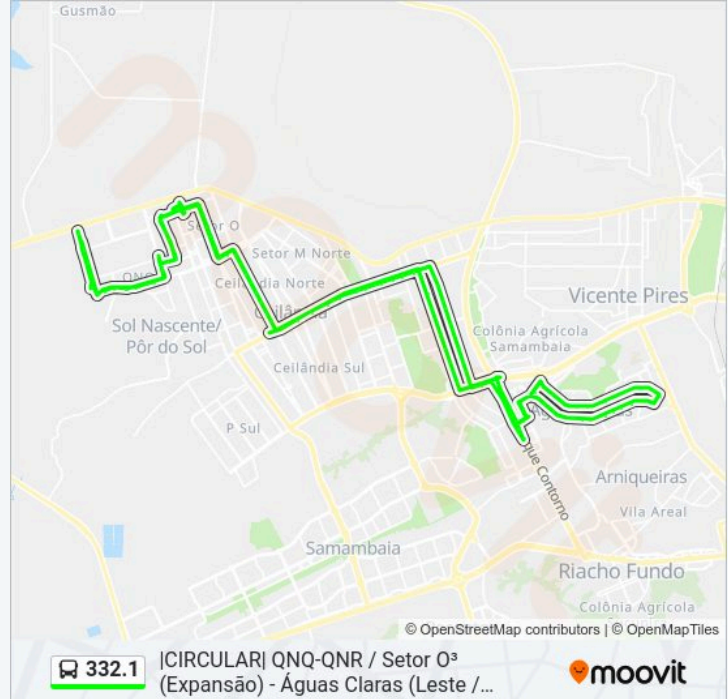 Gusmão
Setor O
Setor M Norte
QNQ
Ceilândia Norte
Ceilândia
Vicente Pires
Sol Nascente/
Pôr do Sol
Colônia Agrícola
Samambaia
Ceilândia Sul
P Sul
que Contorno
Arniqueiras
Vila Areal
Samambaia
Riacho Fundo
Colônia Agrícola
© OpenStreetMap contributors | © OpenMapTiles
332.1
|CIRCULAR| QNQ-QNR / Setor O³
(Expansão) - Águas Claras (Leste /...
moovit